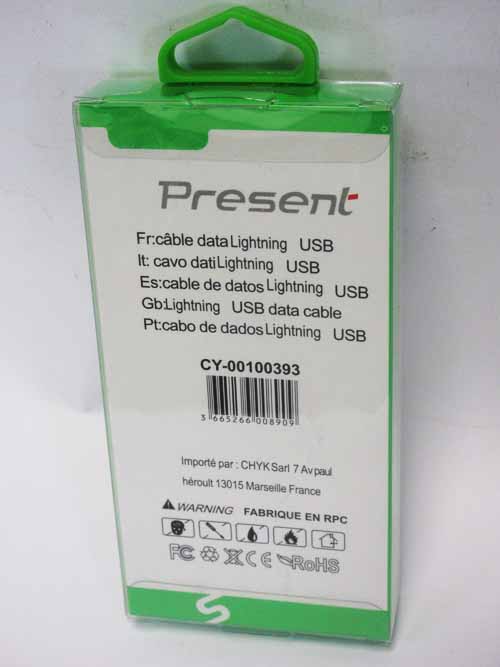 Present
Fr:câble data Lightning USB
It: cavo dati Lightning USB
Es:cable de datos Lightning USB
Gb:Lightning USB data cable
Pt:cabo de dados Lightning USB
CY-00100393
3 665266 008909
Importé par : CHYK Sarl 7 Av paul
héroult 13015 Marseille France
WARNING FABRIQUE EN RPC
FC CE RoHS